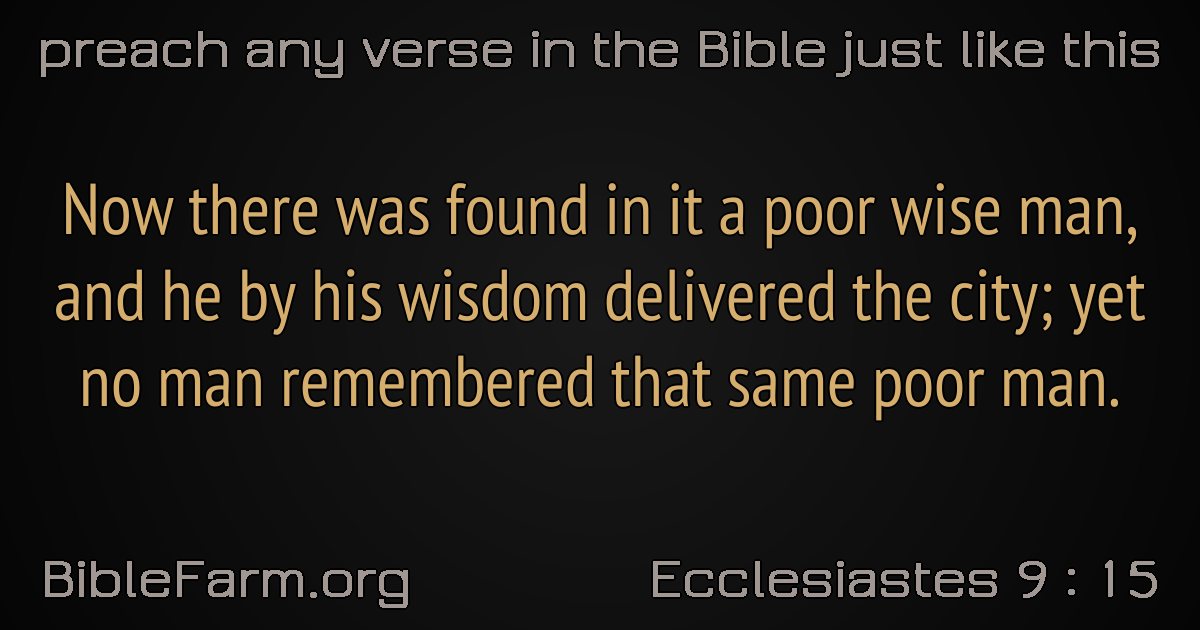 preach any verse in the Bible just like this
Now there was found in it a poor wise man,
and he by his wisdom delivered the city; yet
no man remembered that same poor man.
BibleFarm.org
Ecclesiastes 9 : 15